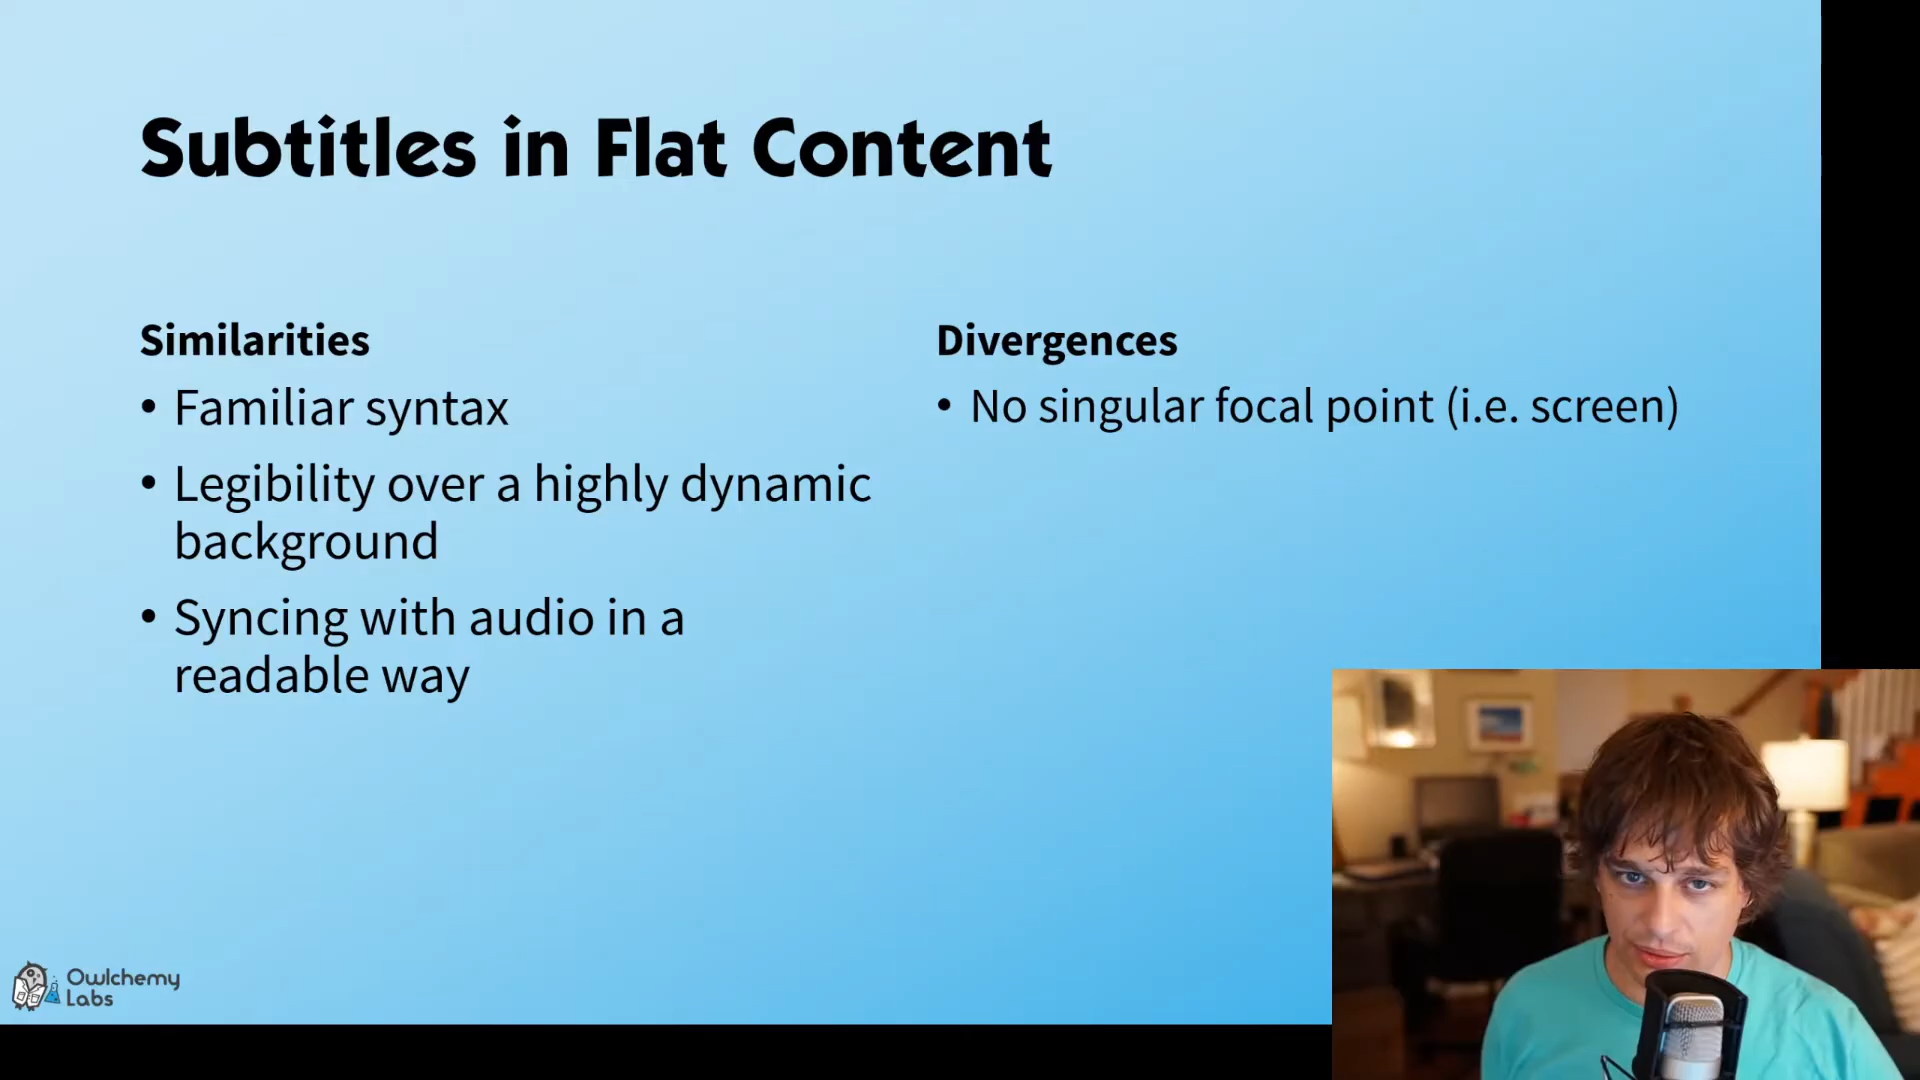 Subtitles in Flat Content
Similarities
• Familiar syntax
• Legibility over a highly dynamic
background
• Syncing with audio in a
readable way
Divergences
• No singular focal point (i.e. screen)
Owlchemy
Labs